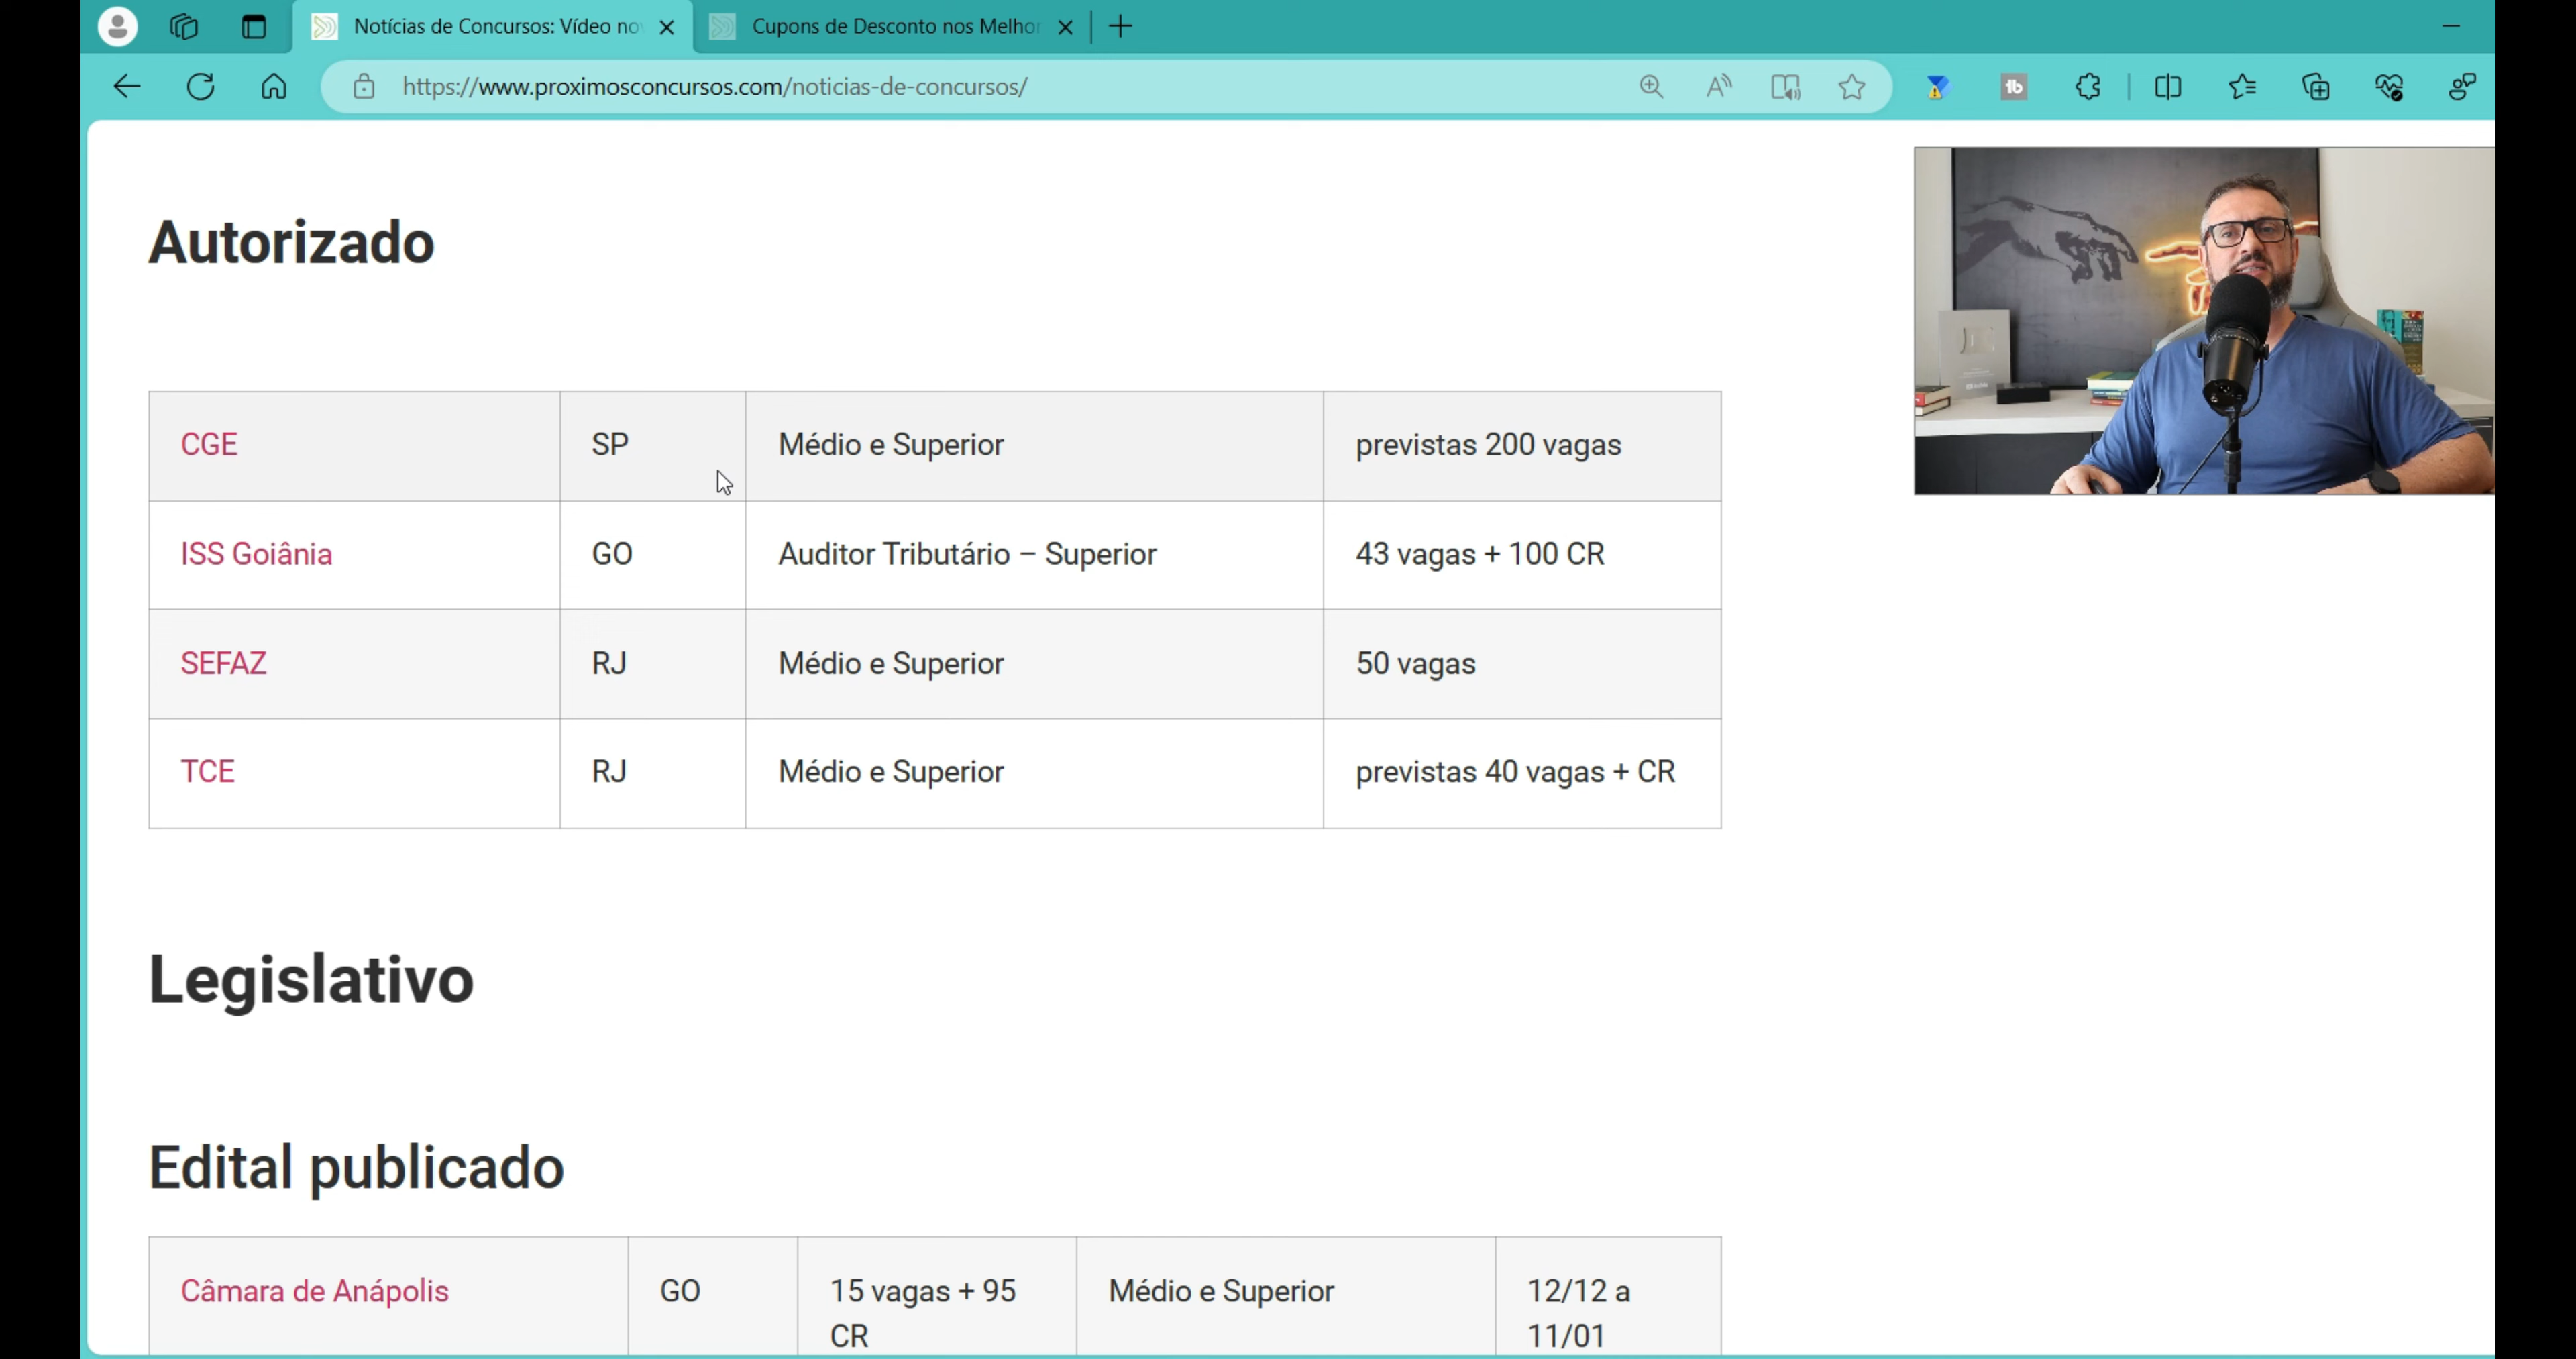 Notícias de Concursos: Vídeo no
Cupons de Desconto nos Melhor
https://www.proximosconcursos.com/noticias-de-concursos/
Autorizado
CGE SP Médio e Superior previstas 200 vagas
ISS Goiânia GO Auditor Tributário – Superior 43 vagas + 100 CR
SEFAZ RJ Médio e Superior 50 vagas
TCE RJ Médio e Superior previstas 40 vagas + CR
Legislativo
Edital publicado
Câmara de Anápolis GO 15 vagas + 95 Médio e Superior 12/12 a
CR 11/01